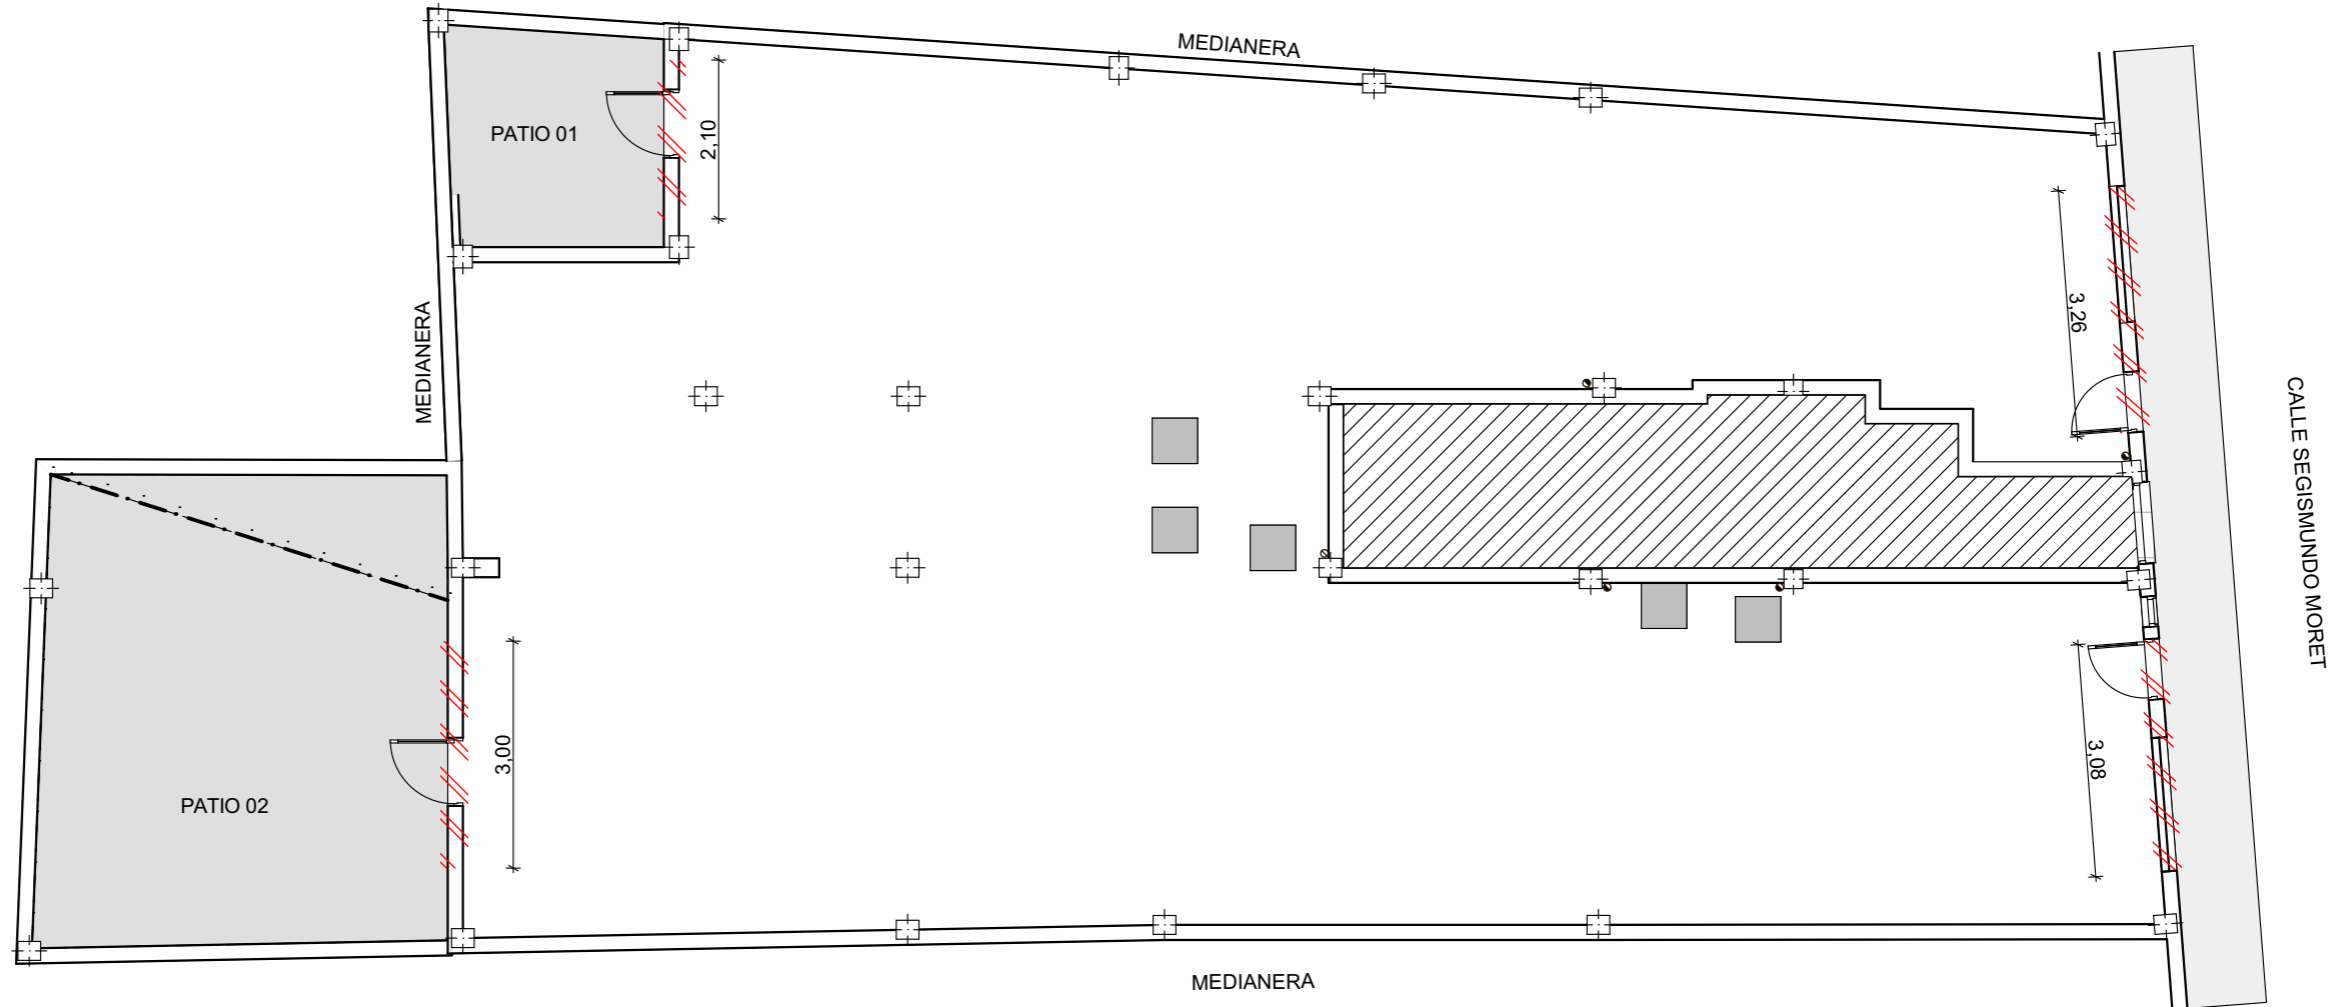 MEDIANERA
PATIO 01
2,10
3,26
MEDIANERA
CALLE SEGISMUNDO MORET
3,00
3,08
PATIO 02
MEDIANERA